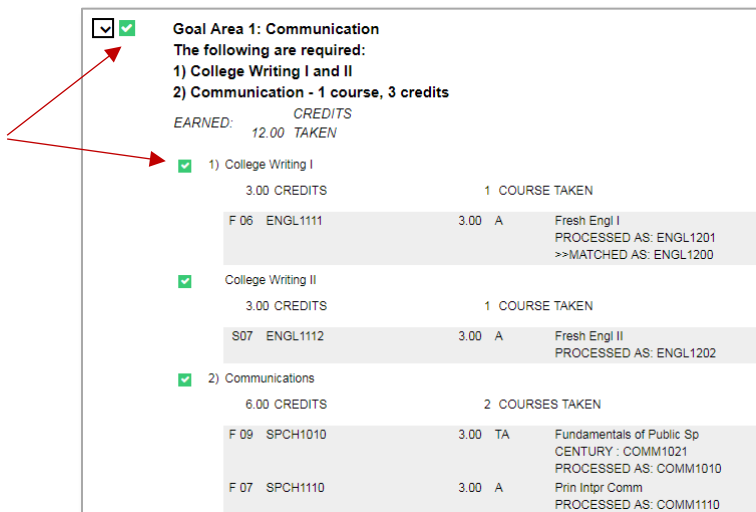 Goal Area 1: Communication
The following are required:
1) College Writing I and II
2) Communication - 1 course, 3 credits
EARNED: 12.00 CREDITS TAKEN
1) College Writing I
3.00 CREDITS 1 COURSE TAKEN
F 06 ENGL1111 3.00 A Fresh Engl I
PROCESSED AS: ENGL1201
>>MATCHED AS: ENGL1200
College Writing II
3.00 CREDITS 1 COURSE TAKEN
S07 ENGL1112 3.00 A Fresh Engl II
PROCESSED AS: ENGL1202
2) Communications
6.00 CREDITS 2 COURSES TAKEN
F 09 SPCH1010 3.00 TA Fundamentals of Public Sp
CENTURY : COMM1021
PROCESSED AS: COMM1010
F 07 SPCH1110 3.00 A Prin Intpr Comm
PROCESSED AS: COMM1110